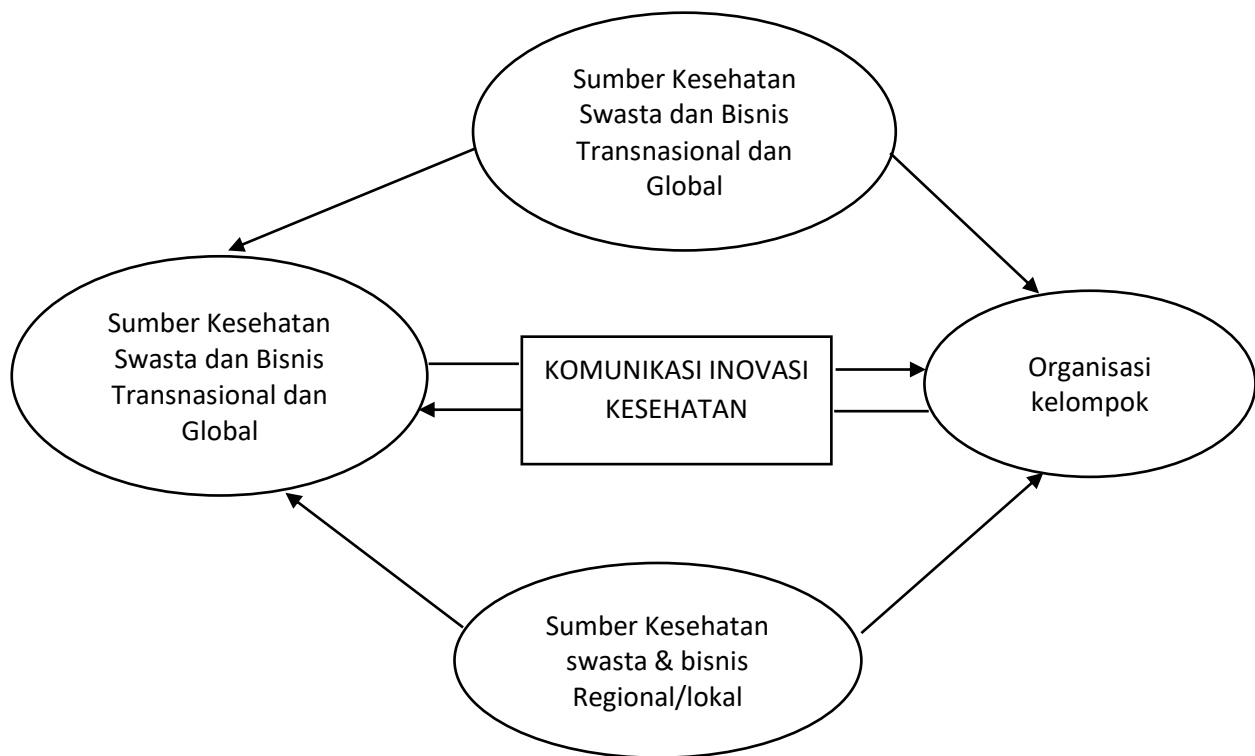 Sumber Kesehatan
Swasta dan Bisnis
Transnasional dan
Global
Sumber Kesehatan
Swasta dan Bisnis
Transnasional dan
Global
KOMUNIKASI INOVASI
KESEHATAN
Organisasi
kelompok
Sumber Kesehatan
swasta & bisnis
Regional/lokal